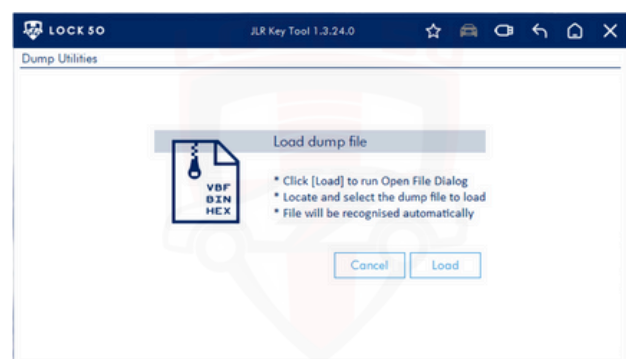 LOCK 50
JLR Key Tool 1.3.24.0
Dump Utilities
Load dump file
VBF
BIN
HEX
* Click [Load] to run Open File Dialog
* Locate and select the dump file to load
* File will be recognised automatically
Cancel
Load